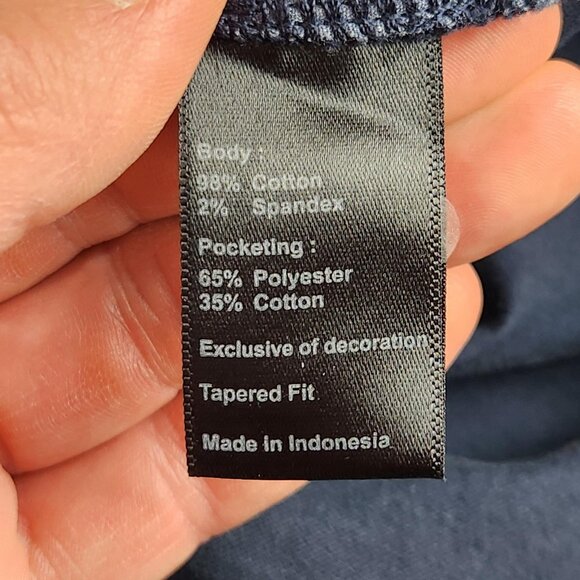 Body :
98% Cotton
2% Spandex
Pocketing :
65% Polyester
35% Cotton
Exclusive of decoration
Tapered Fit
Made in Indonesia